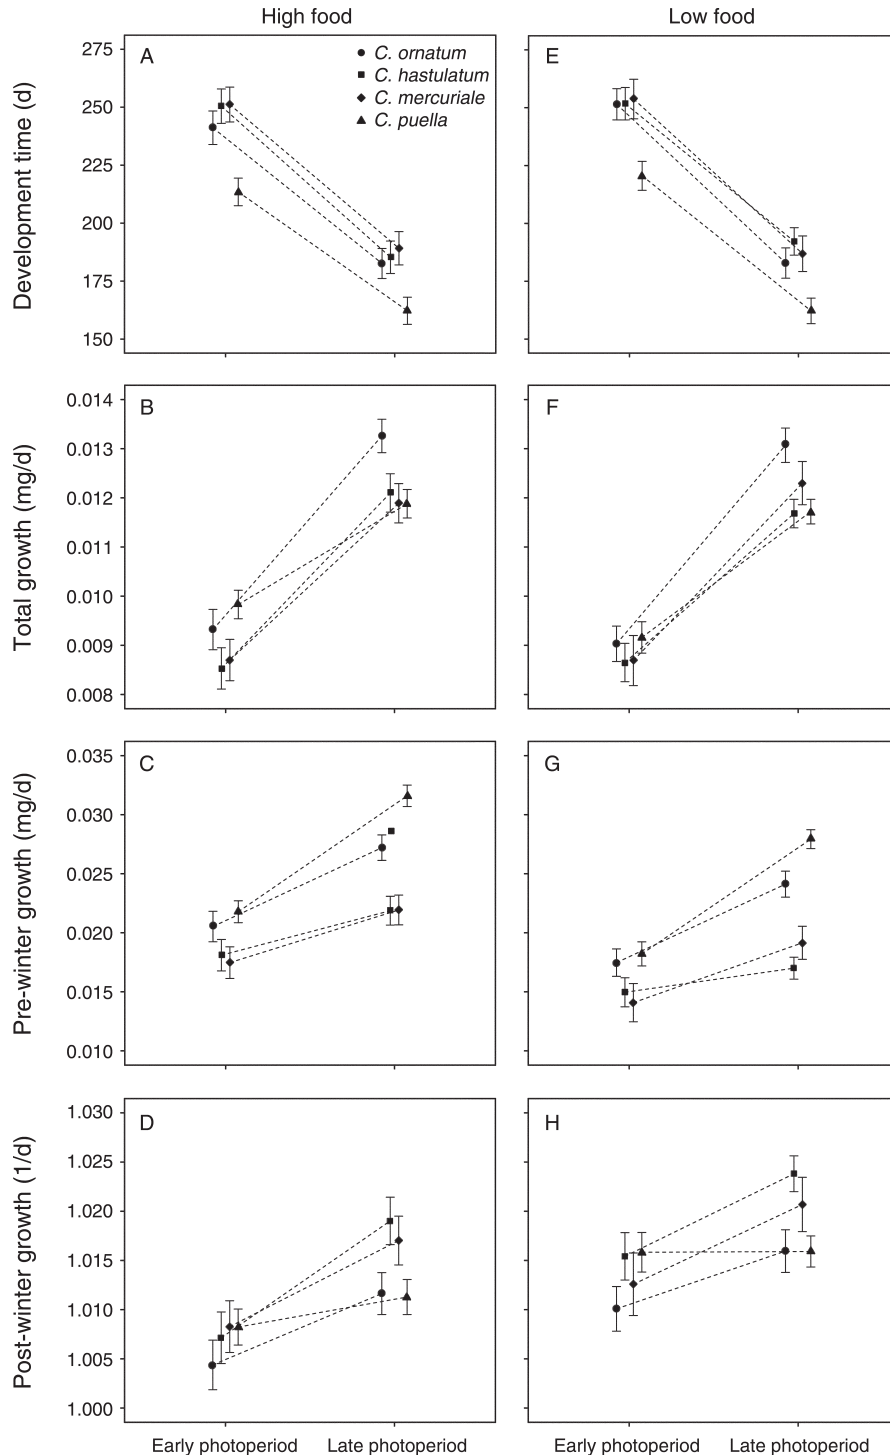 High food
Low food
A
C. ornatum
C. hastulatum
C. mercuriale
C. puella
E
Development time (d)
275
250
225
200
175
150
B
F
Total growth (mg/d)
0.014
0.013
0.012
0.011
0.010
0.009
0.008
C
G
Pre-winter growth (mg/d)
0.035
0.030
0.025
0.020
0.015
0.010
D
H
Post-winter growth (1/d)
1.030
1.025
1.020
1.015
1.010
1.005
1.000
Early photoperiod
Late photoperiod
Early photoperiod
Late photoperiod